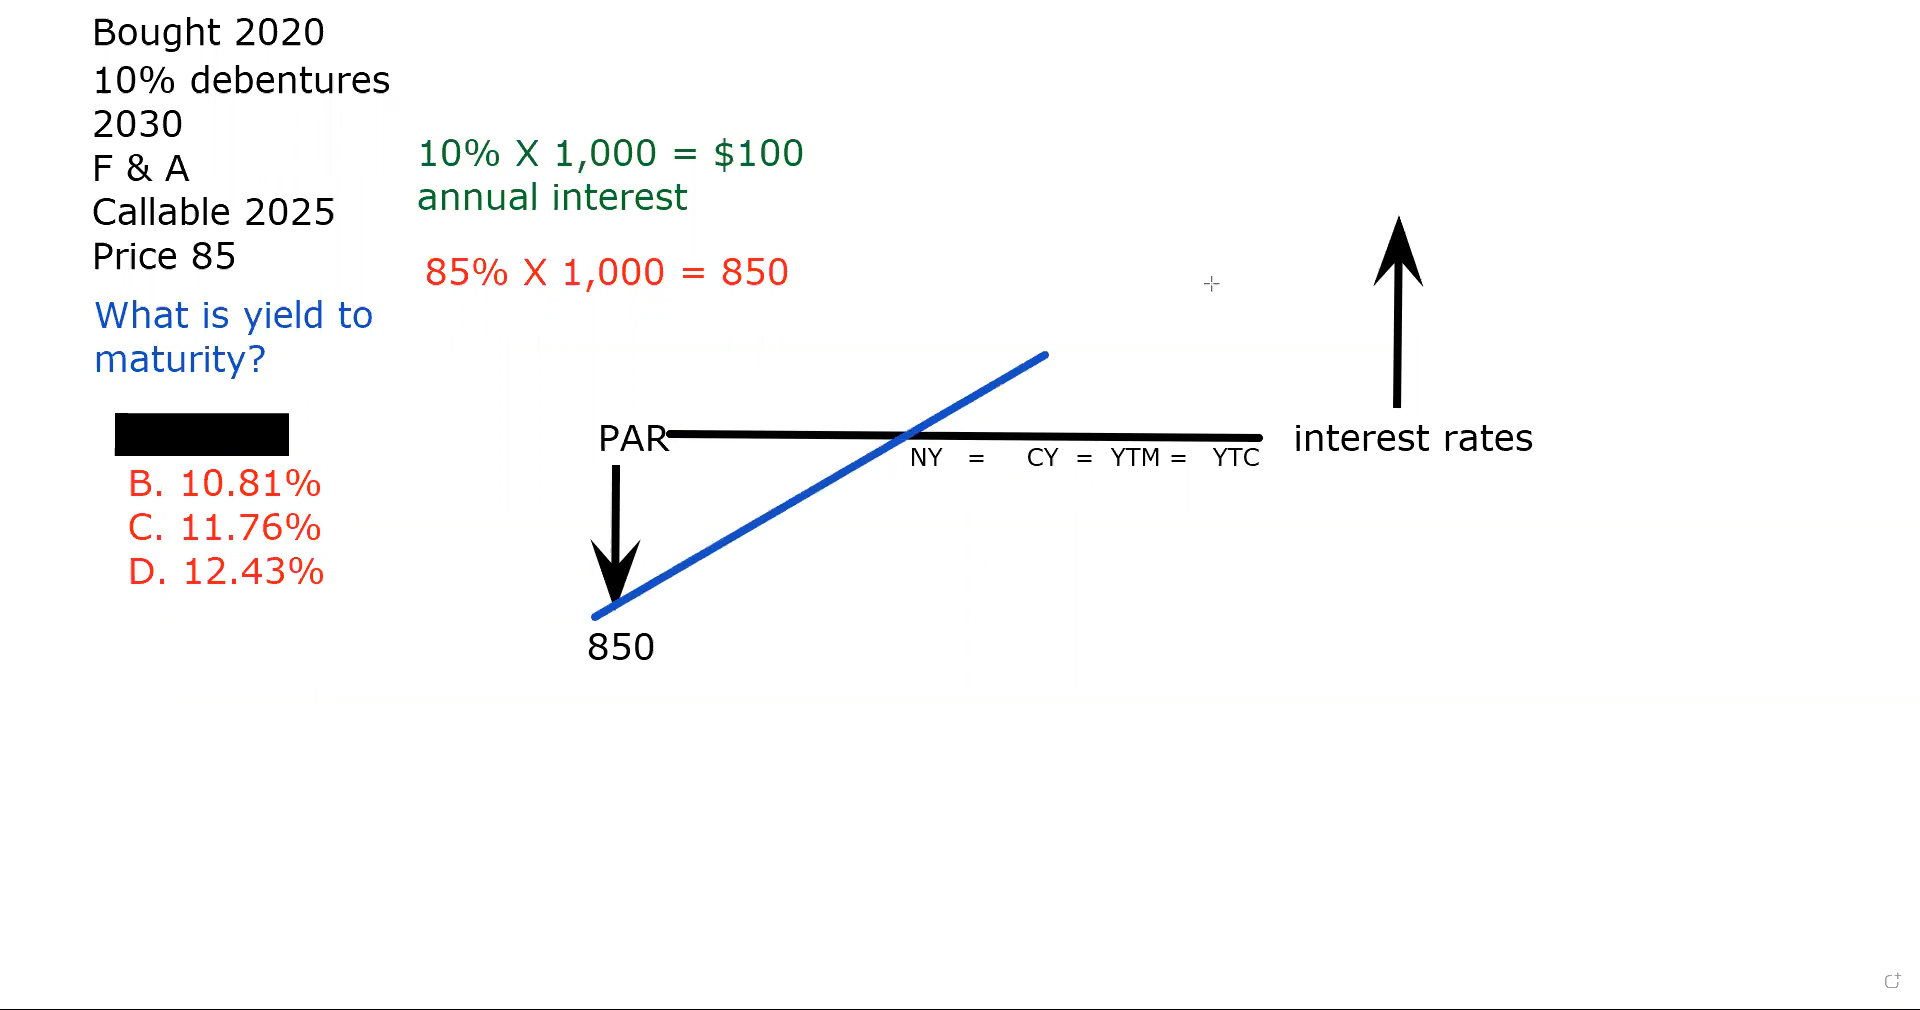 Bought 2020
10% debentures
2030
F & A
Callable 2025
Price 85
What is yield to
maturity?
B. 10.81%
C. 11.76%
D. 12.43%
10% X 1,000 = $100
annual interest
85% X 1,000 = 850
PAR
NY = CY = YTM = YTC
interest rates
850